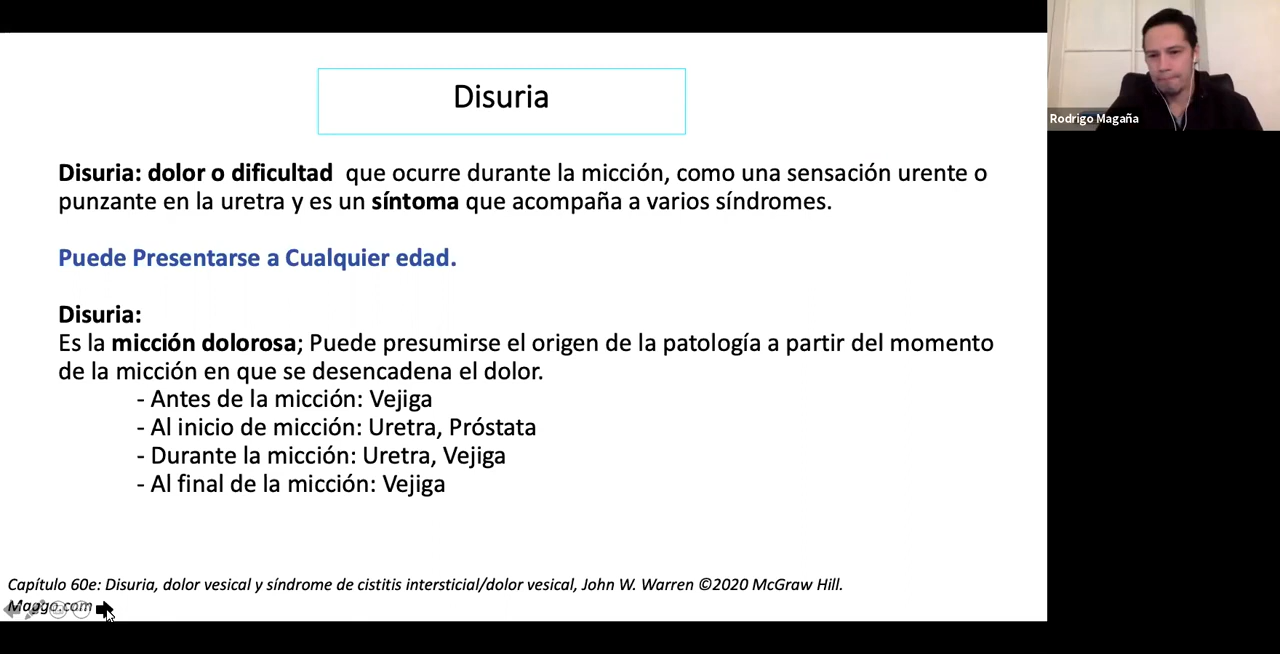 Disuria
Disuria: dolor o dificultad que ocurre durante la micción, como una sensación urente o
punzante en la uretra y es un síntoma que acompaña a varios síndromes.
Puede Presentarse a Cualquier edad.
Disuria:
Es la micción dolorosa; Puede presumirse el origen de la patología a partir del momento
de la micción en que se desencadena el dolor.
- Antes de la micción: Vejiga
- Al inicio de micción: Uretra, Próstata
- Durante la micción: Uretra, Vejiga
- Al final de la micción: Vejiga
Capítulo 60e: Disuria, dolor vesical y síndrome de cistitis intersticial/dolor vesical, John W. Warren ©2020 McGraw Hill.
Rodrigo Magaña